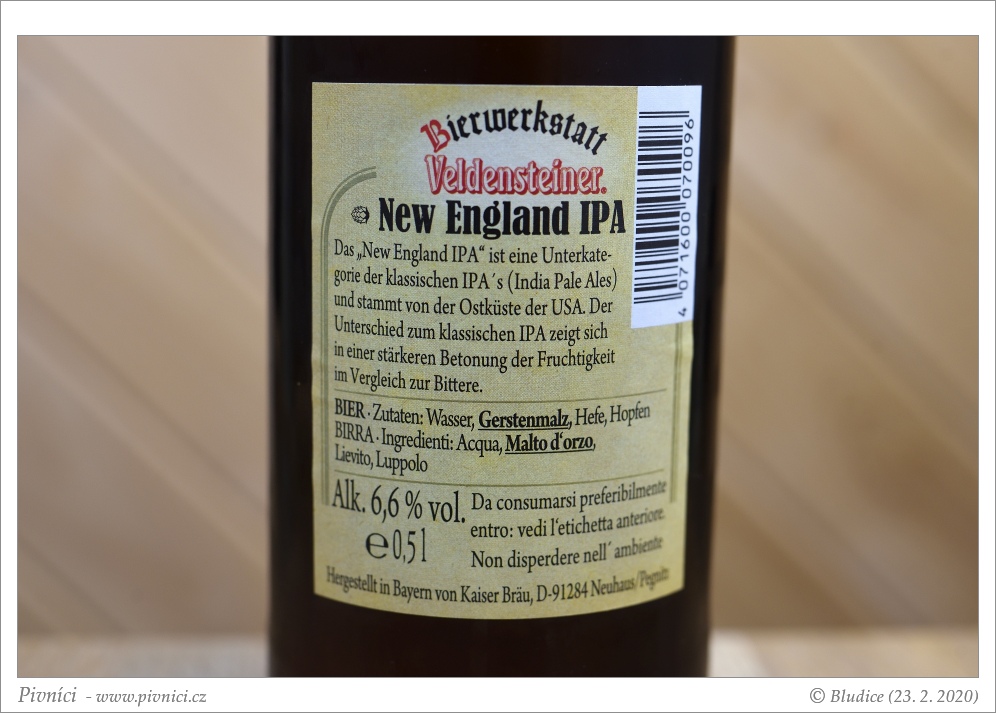 Bierwerkstatt
Veldensteiner.
New England IPA
Das „New England IPA“ ist eine Unterkate-
gorie der klassischen IPA´s (India Pale Ales)
und stammt von der Ostküste der USA. Der
Unterschied zum klassischen IPA zeigt sich
in einer stärkeren Betonung der Fruchtigkeit
im Vergleich zur Bittere.
BIER · Zutaten: Wasser, Gerstenmalz, Hefe, Hopfen
BIRRA · Ingredienti: Acqua, Malto d‘orzo,
Lievito, Luppolo
Alk. 6,6 % vol.
℮ 0,5 l
Da consumarsi preferibilmente
entro: vedi l‘etichetta anteriore.
Non disperdere nell´ ambiente
Hergestellt in Bayern von Kaiser Bräu, D-91284 Neuhaus/Pegnitz
4 071600 070096
Pivníci - www.pivnici.cz
© Bludice (23. 2. 2020)